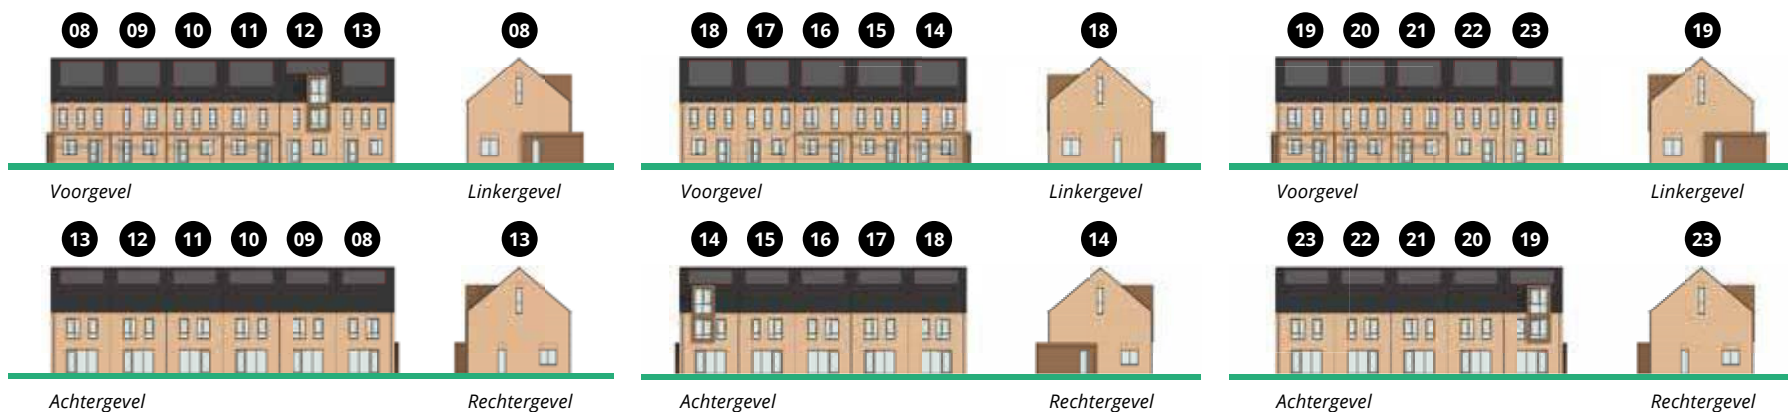 08 09 10 11 12 13 08 18 17 16 15 14 18 19 20 21 22 23 19
Voorgevel Linkergevel Voorgevel Linkergevel Voorgevel Linkergevel
13 12 11 10 09 08 13 14 15 16 17 18 14 23 22 21 20 19 23
Achtergevel Rechtergevel Achtergevel Rechtergevel Achtergevel Rechtergevel